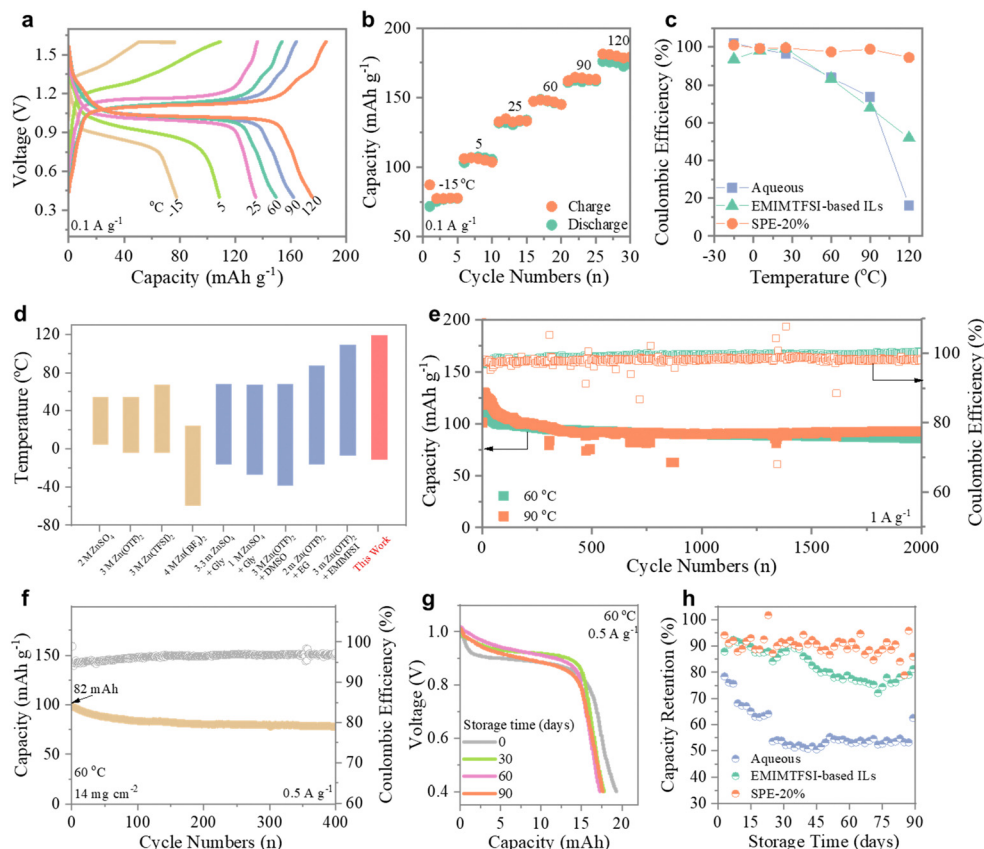 a
Voltage (V)
1.5
1.2
0.9
0.6
0.3
0.1 A g⁻¹
°C
-15
5
25
60
90
120
0 40 80 120 160 200
Capacity (mAh g⁻¹)
b
Capacity (mAh g⁻¹)
200
150
100
50
-15 °C
5
25
60
90
120
Charge
Discharge
0.1 A g⁻¹
0 5 10 15 20 25 30
Cycle Numbers (n)
c
Coulombic Efficiency (%)
100
80
60
40
20
0
Aqueous
EMIMTFSI-based ILs
SPE-20%
-30 0 30 60 90 120
Temperature (°C)
d
Temperature (°C)
120
80
40
0
-40
-80
2 M ZnSO₄
3 M Zn(OTF)₂
3 M Zn(TFSI)₂
4 M Zn(BF₄)₂
3.3 m ZnSO₄
+ Gly
1 M ZnSO₄
+ Gly
3 M Zn(OTF)₂
+ DMSO
2 m Zn(OTF)₂
+ EG
3 m Zn(OTF)₂
+ EMIMFSI
This Work
e
Capacity (mAh g⁻¹)
200
175
150
125
100
75
50
25
0
60 °C
90 °C
1 A g⁻¹
0 500 1000 1500 2000
Cycle Numbers (n)
100
90
80
70
60
Coulombic Efficiency (%)
f
Capacity (mAh g⁻¹)
150
100
50
0
82 mAh
60 °C
14 mg cm⁻²
0.5 A g⁻¹
0 100 200 300 400
Cycle Numbers (n)
100
95
90
85
80
75
70
65
60
Coulombic Efficiency (%)
g
Voltage (V)
1.0
0.8
0.6
0.4
60 °C
0.5 A g⁻¹
Storage time (days)
0
30
60
90
0 5 10 15 20
Capacity (mAh)
h
Capacity Retention (%)
100
90
80
70
60
50
40
30
Aqueous
EMIMTFSI-based ILs
SPE-20%
0 15 30 45 60 75 90
Storage Time (days)